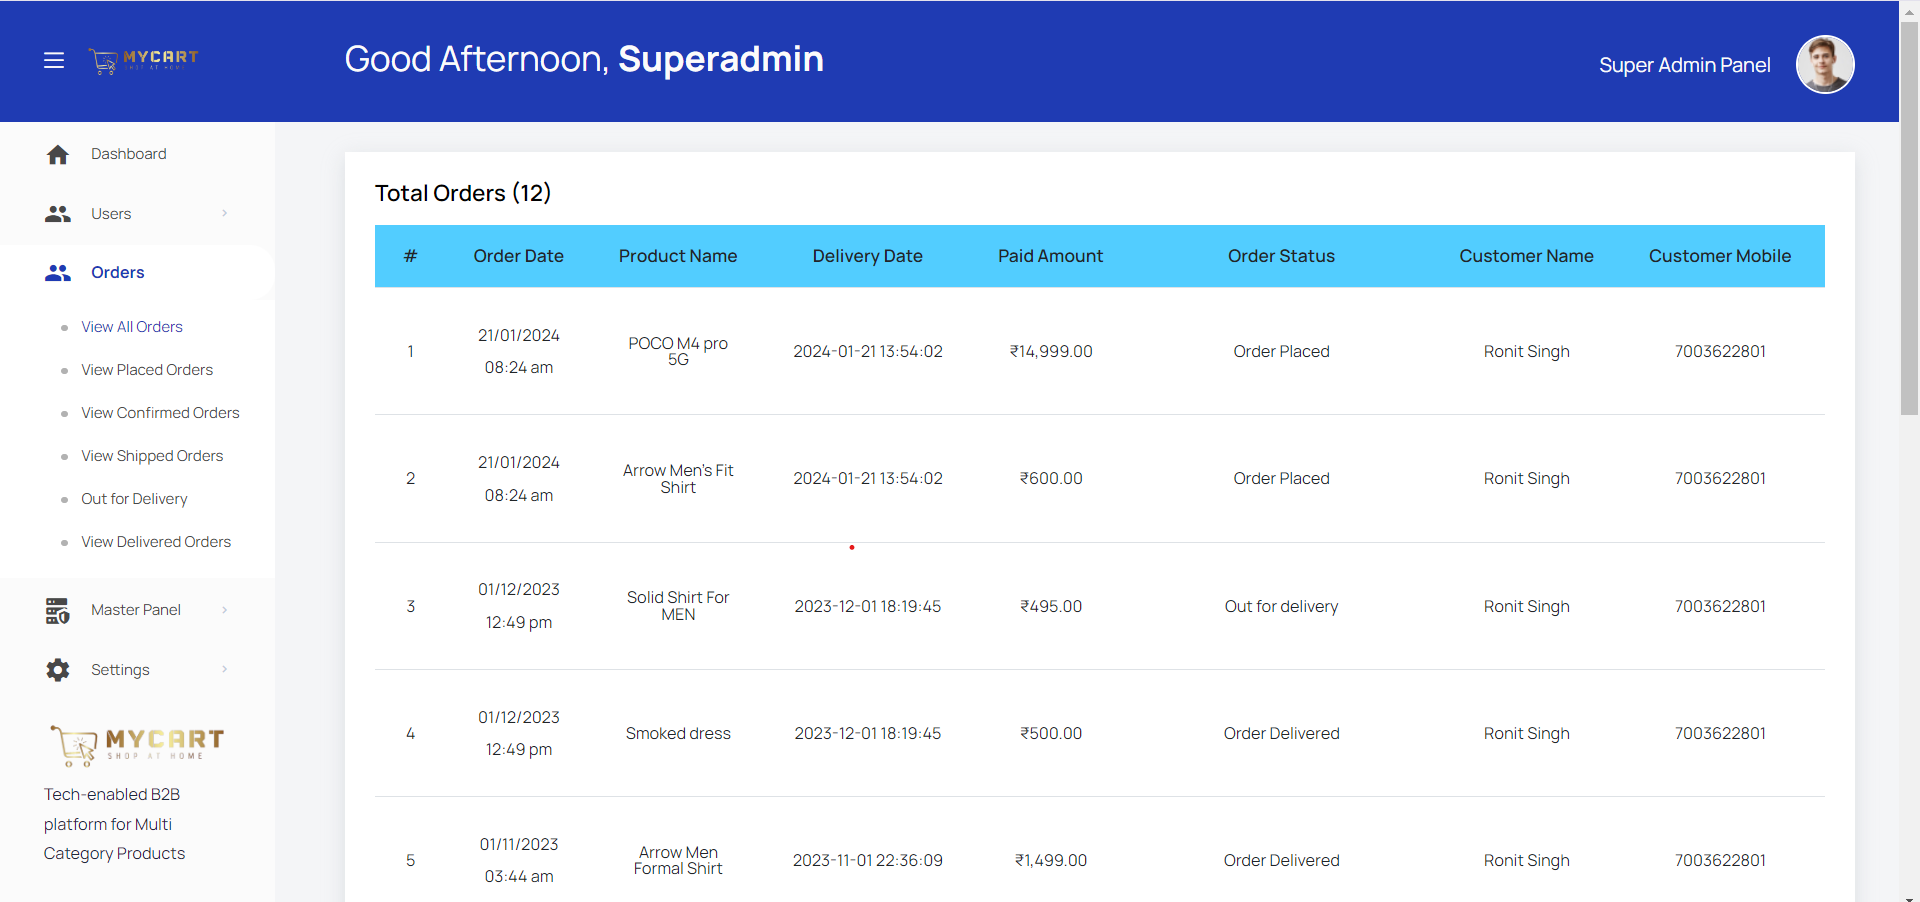 MYCART
Good Afternoon, Superadmin
Super Admin Panel
Dashboard
Users
Orders
View All Orders
View Placed Orders
View Confirmed Orders
View Shipped Orders
Out for Delivery
View Delivered Orders
Master Panel
Settings
MYCART
SHOP AT HOME
Tech-enabled B2B
platform for Multi
Category Products
Total Orders (12)
# Order Date Product Name Delivery Date Paid Amount Order Status Customer Name Customer Mobile
1 21/01/2024 08:24 am POCO M4 pro 5G 2024-01-21 13:54:02 ₹14,999.00 Order Placed Ronit Singh 7003622801
2 21/01/2024 08:24 am Arrow Men's Fit Shirt 2024-01-21 13:54:02 ₹600.00 Order Placed Ronit Singh 7003622801
3 01/12/2023 12:49 pm Solid Shirt For MEN 2023-12-01 18:19:45 ₹495.00 Out for delivery Ronit Singh 7003622801
4 01/12/2023 12:49 pm Smoked dress 2023-12-01 18:19:45 ₹500.00 Order Delivered Ronit Singh 7003622801
5 01/11/2023 03:44 am Arrow Men Formal Shirt 2023-11-01 22:36:09 ₹1,499.00 Order Delivered Ronit Singh 7003622801